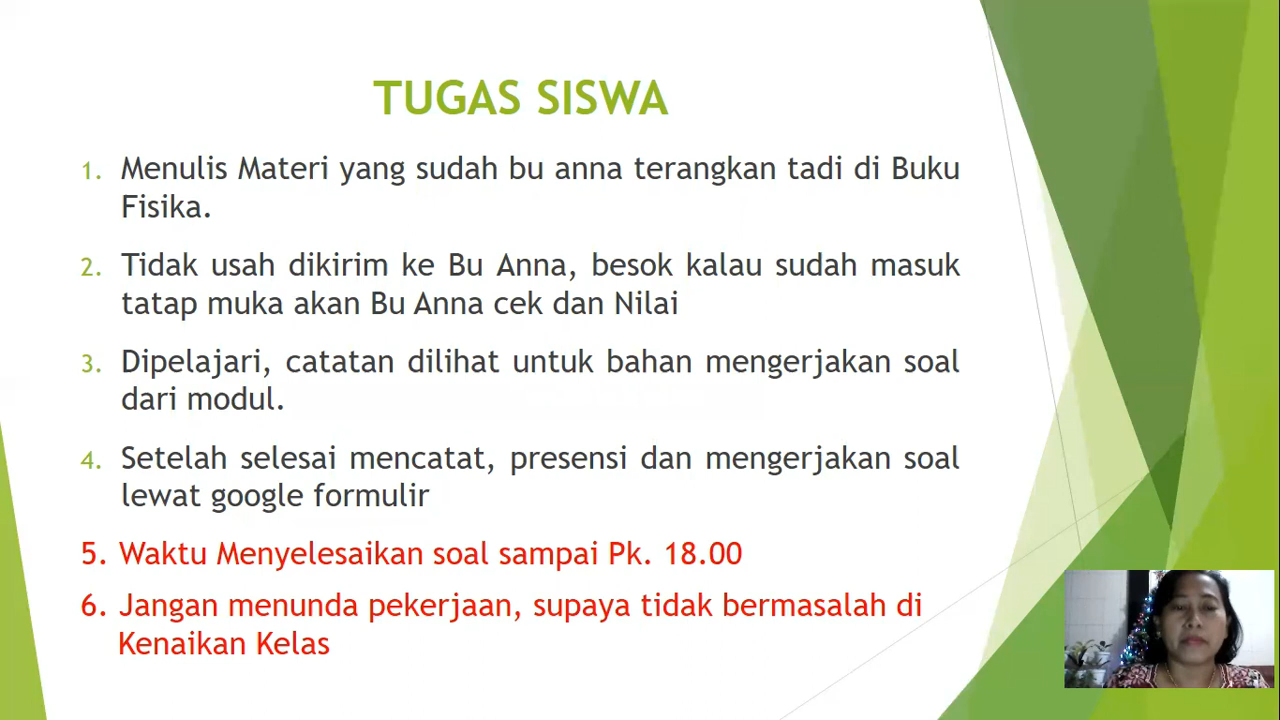 TUGAS SISWA
1. Menulis Materi yang sudah bu anna terangkan tadi di Buku
Fisika.
2. Tidak usah dikirim ke Bu Anna, besok kalau sudah masuk
tatap muka akan Bu Anna cek dan Nilai
3. Dipelajari, catatan dilihat untuk bahan mengerjakan soal
dari modul.
4. Setelah selesai mencatat, presensi dan mengerjakan soal
lewat google formulir
5. Waktu Menyelesaikan soal sampai Pk. 18.00
6. Jangan menunda pekerjaan, supaya tidak bermasalah di
Kenaikan Kelas